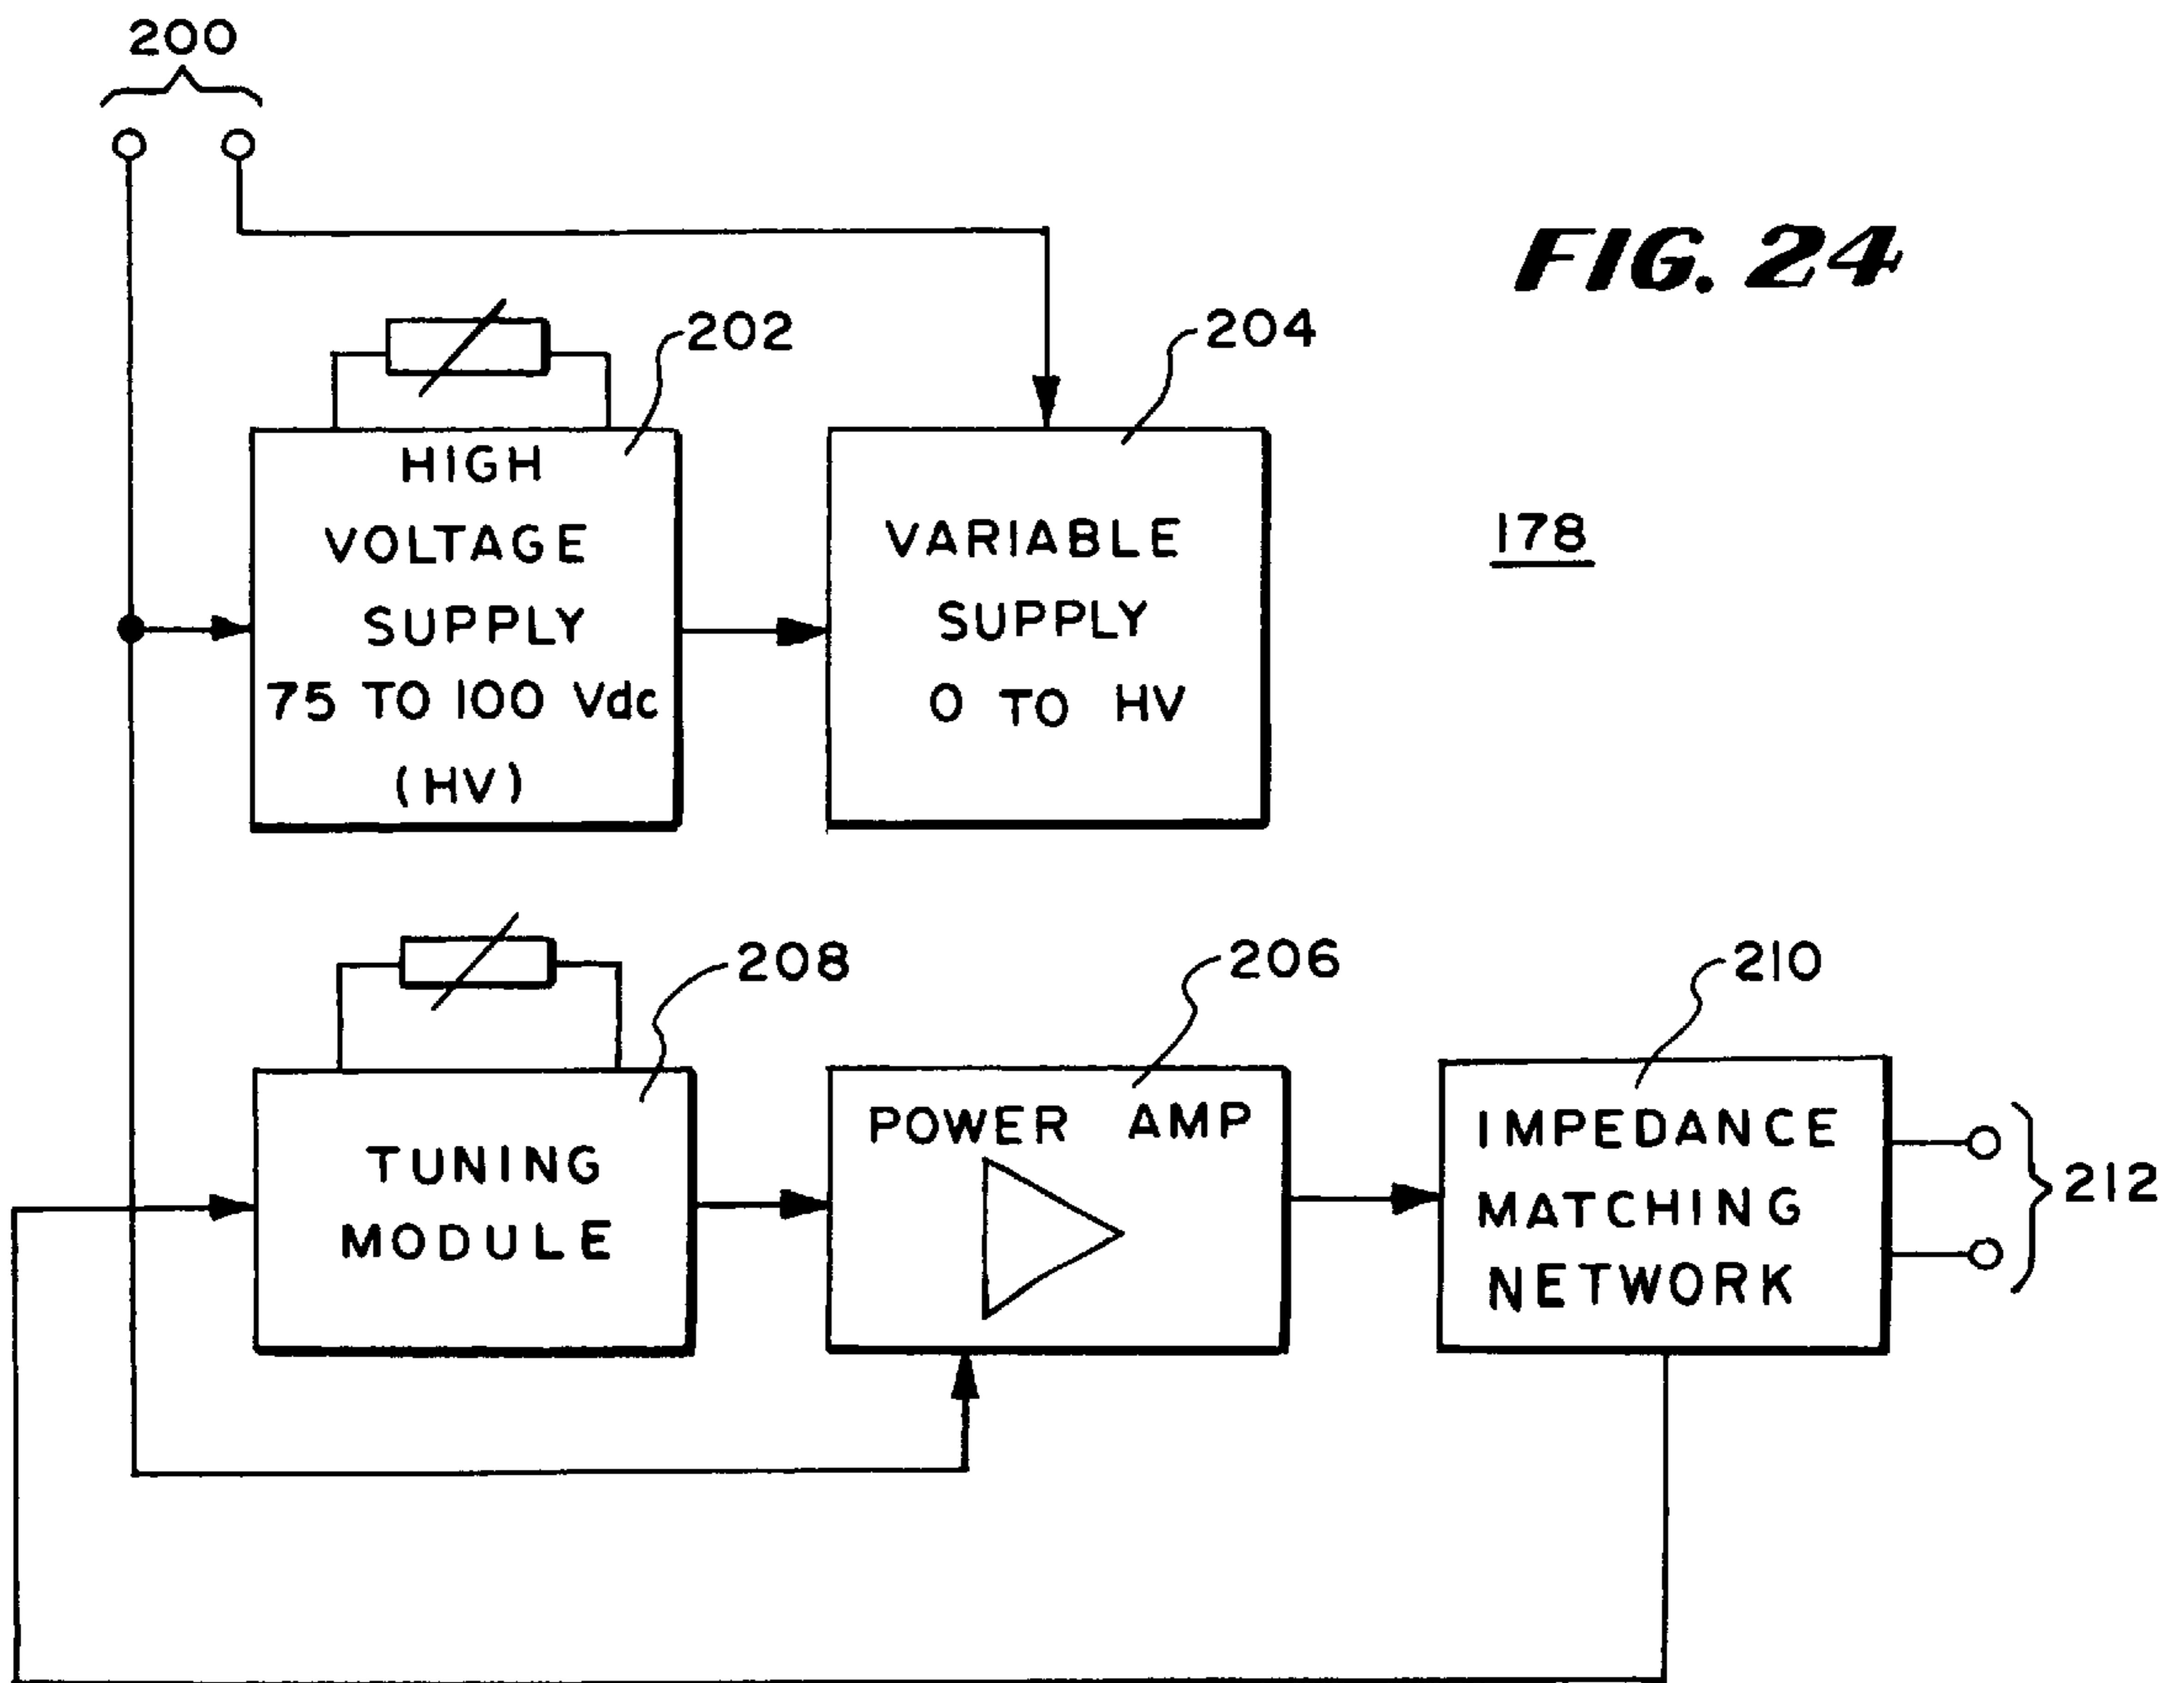 200
FIG. 24
202
204
HIGH
VOLTAGE
SUPPLY
75 TO 100 Vdc
(HV)
VARIABLE
SUPPLY
0 TO HV
178
208
206
210
TUNING
MODULE
POWER AMP
IMPEDANCE
MATCHING
NETWORK
212